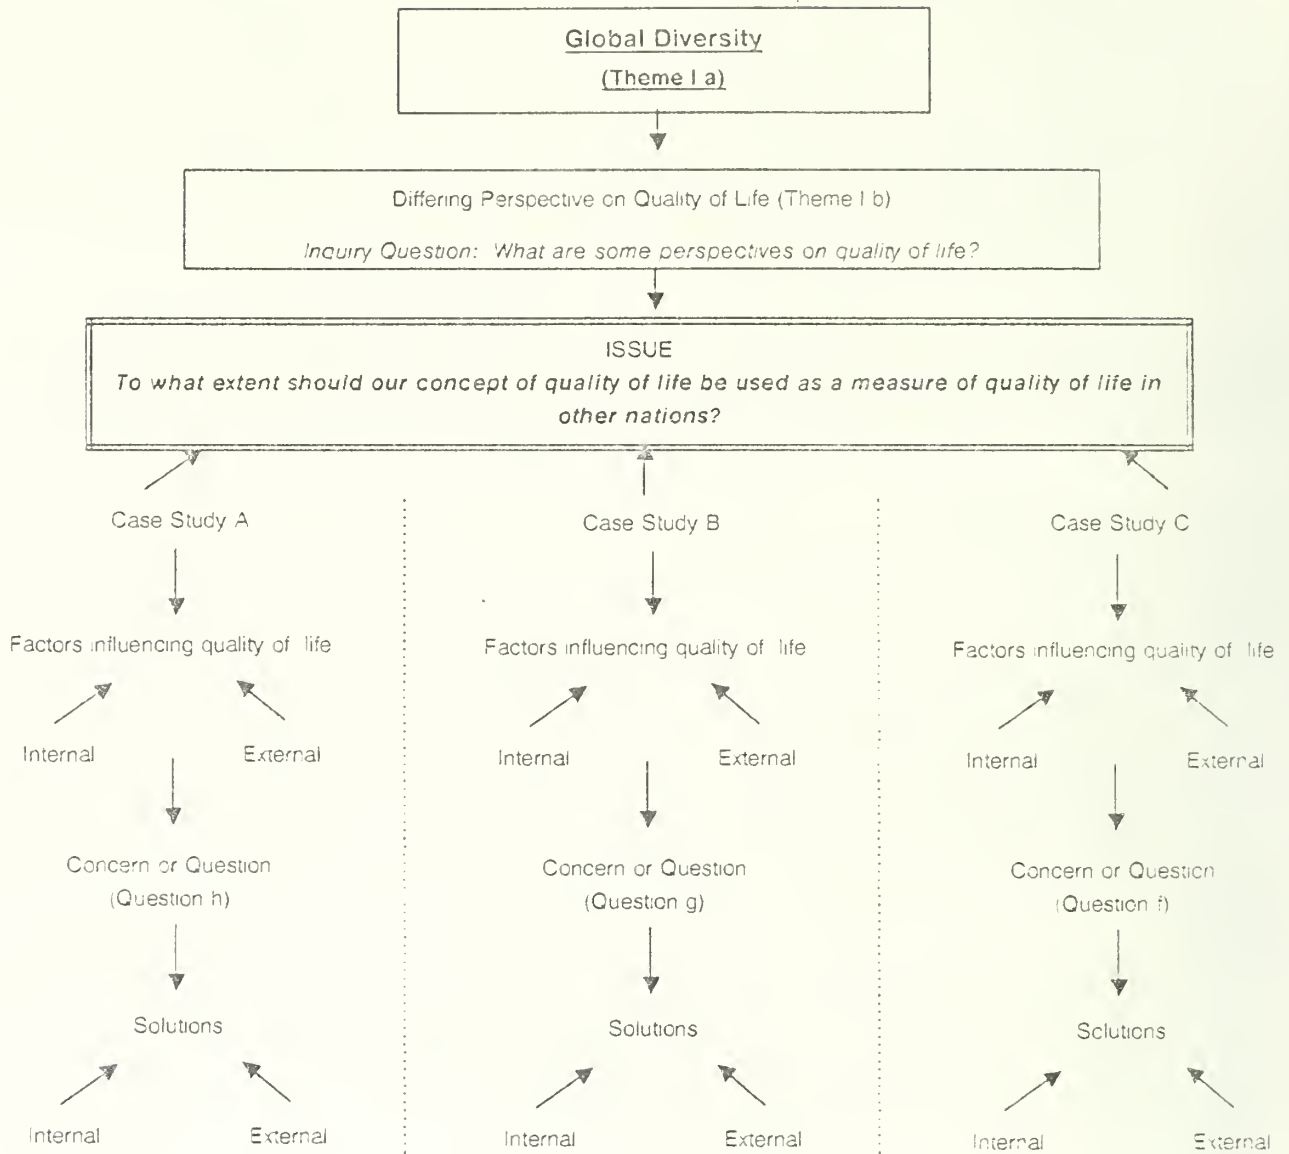 Global Diversity
(Theme I a)
Differing Perspective on Quality of Life (Theme I b)
Inquiry Question: What are some perspectives on quality of life?
ISSUE
To what extent should our concept of quality of life be used as a measure of quality of life in
other nations?
Case Study A
Case Study B
Case Study C
Factors influencing quality of life
Factors influencing quality of life
Factors influencing quality of life
Internal
External
Internal
External
Internal
External
Concern or Question
(Question h)
Concern or Question
(Question g)
Concern or Question
(Question f)
Solutions
Solutions
Solutions
Internal
External
Internal
External
Internal
External